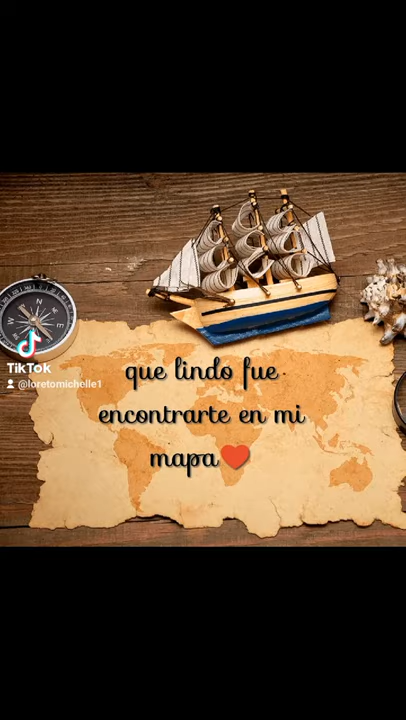 N
W
E
que lindo fue
encontrarte en mi
mapa❤️
TikTok
@loretomichelle1